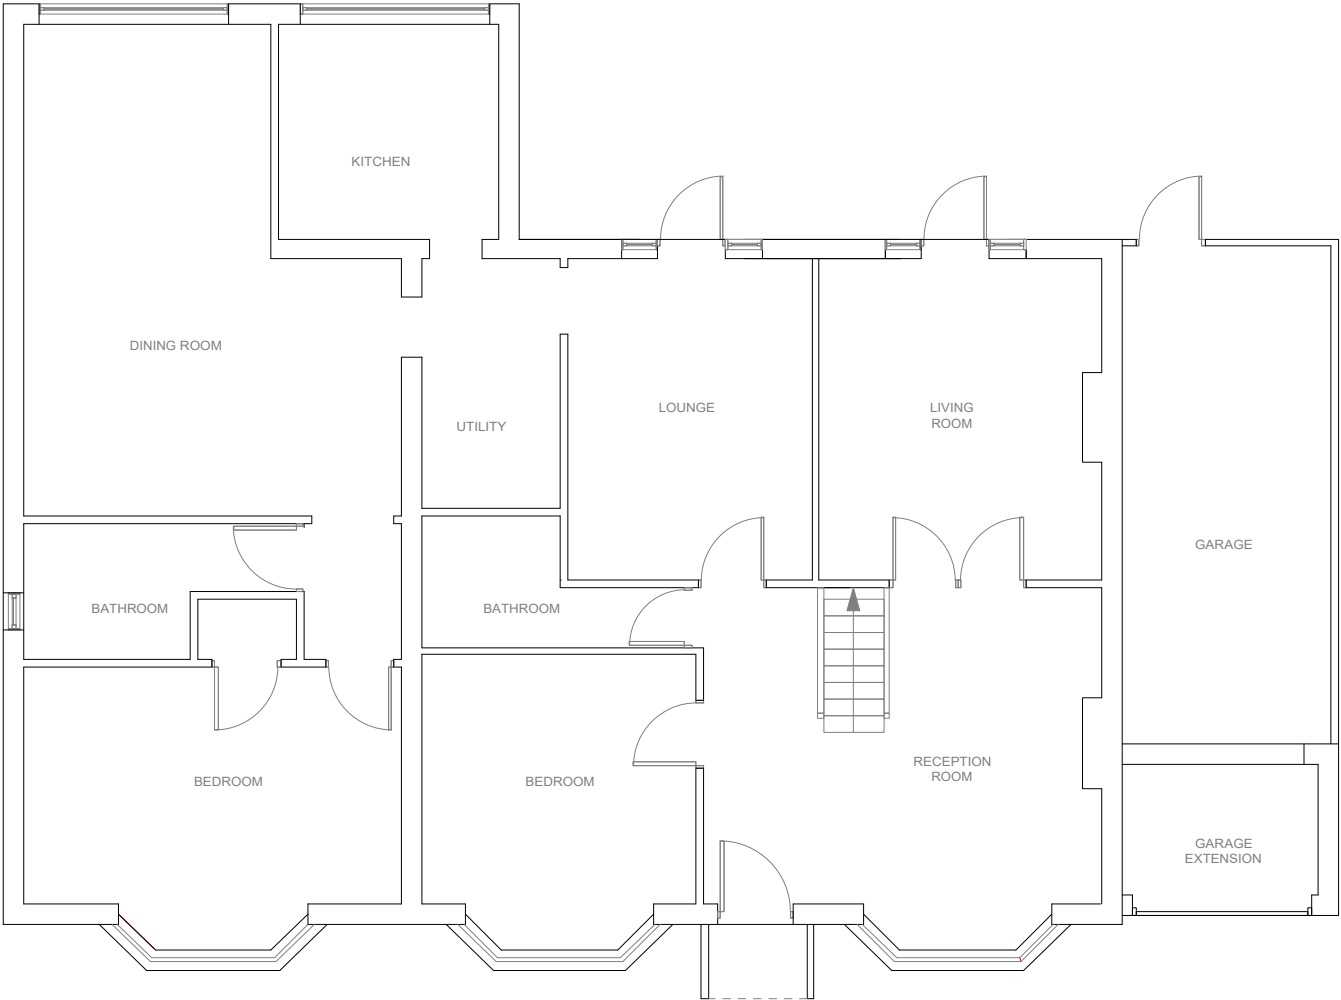 KITCHEN
DINING ROOM
LOUNGE
LIVING
ROOM
UTILITY
GARAGE
BATHROOM
BATHROOM
BEDROOM
BEDROOM
RECEPTION
ROOM
GARAGE
EXTENSION